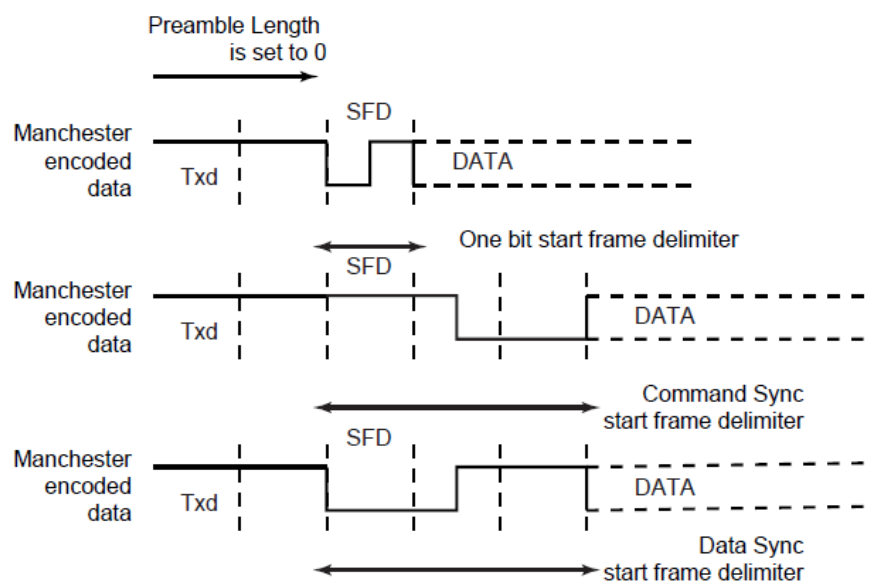 Preamble Length
is set to 0
SFD
Manchester
encoded
data
Txd
DATA
One bit start frame delimiter
SFD
Manchester
encoded
data
Txd
DATA
Command Sync
start frame delimiter
SFD
Manchester
encoded
data
Txd
DATA
Data Sync
start frame delimiter